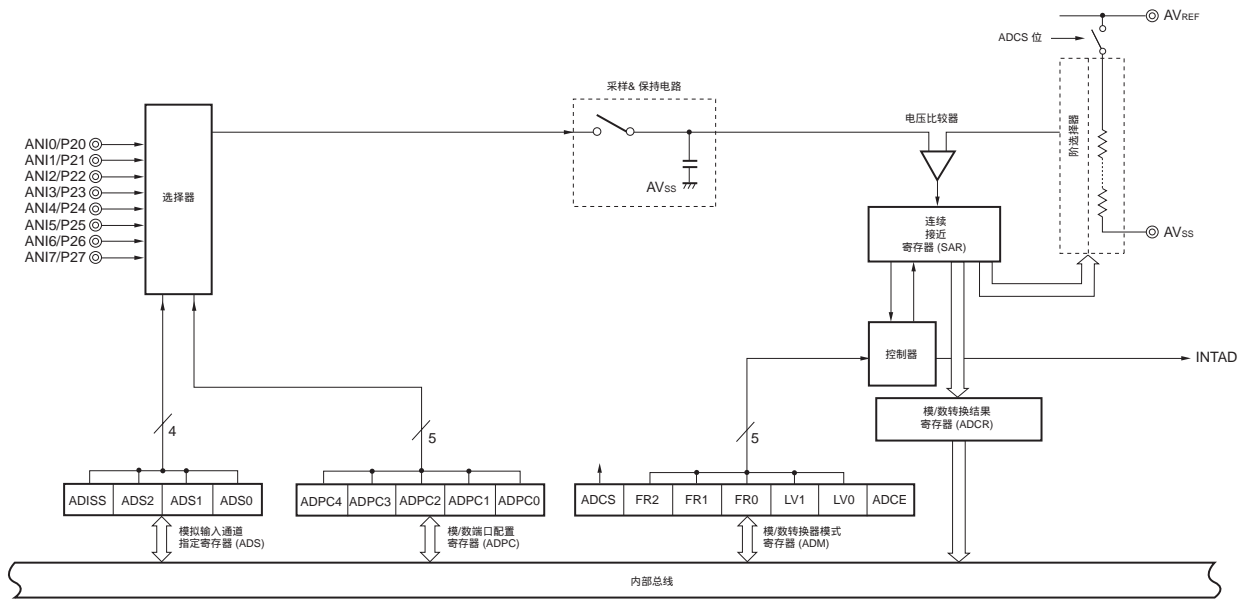 AVREF
ADCS 位
采样& 保持电路
电压比较器
阶选择器
ANI0/P20
ANI1/P21
ANI2/P22
ANI3/P23
ANI4/P24
ANI5/P25
ANI6/P26
ANI7/P27
选择器
AVSS
连续
接近
寄存器 (SAR)
AVSS
控制器
INTAD
模/数转换结果
寄存器 (ADCR)
4
5
5
ADISS ADS2 ADS1 ADS0
ADPC4 ADPC3 ADPC2 ADPC1 ADPC0
ADCS FR2 FR1 FR0 LV1 LV0 ADCE
模拟输入通道
指定寄存器 (ADS)
模/数端口配置
寄存器 (ADPC)
模/数转换器模式
寄存器 (ADM)
内部总线